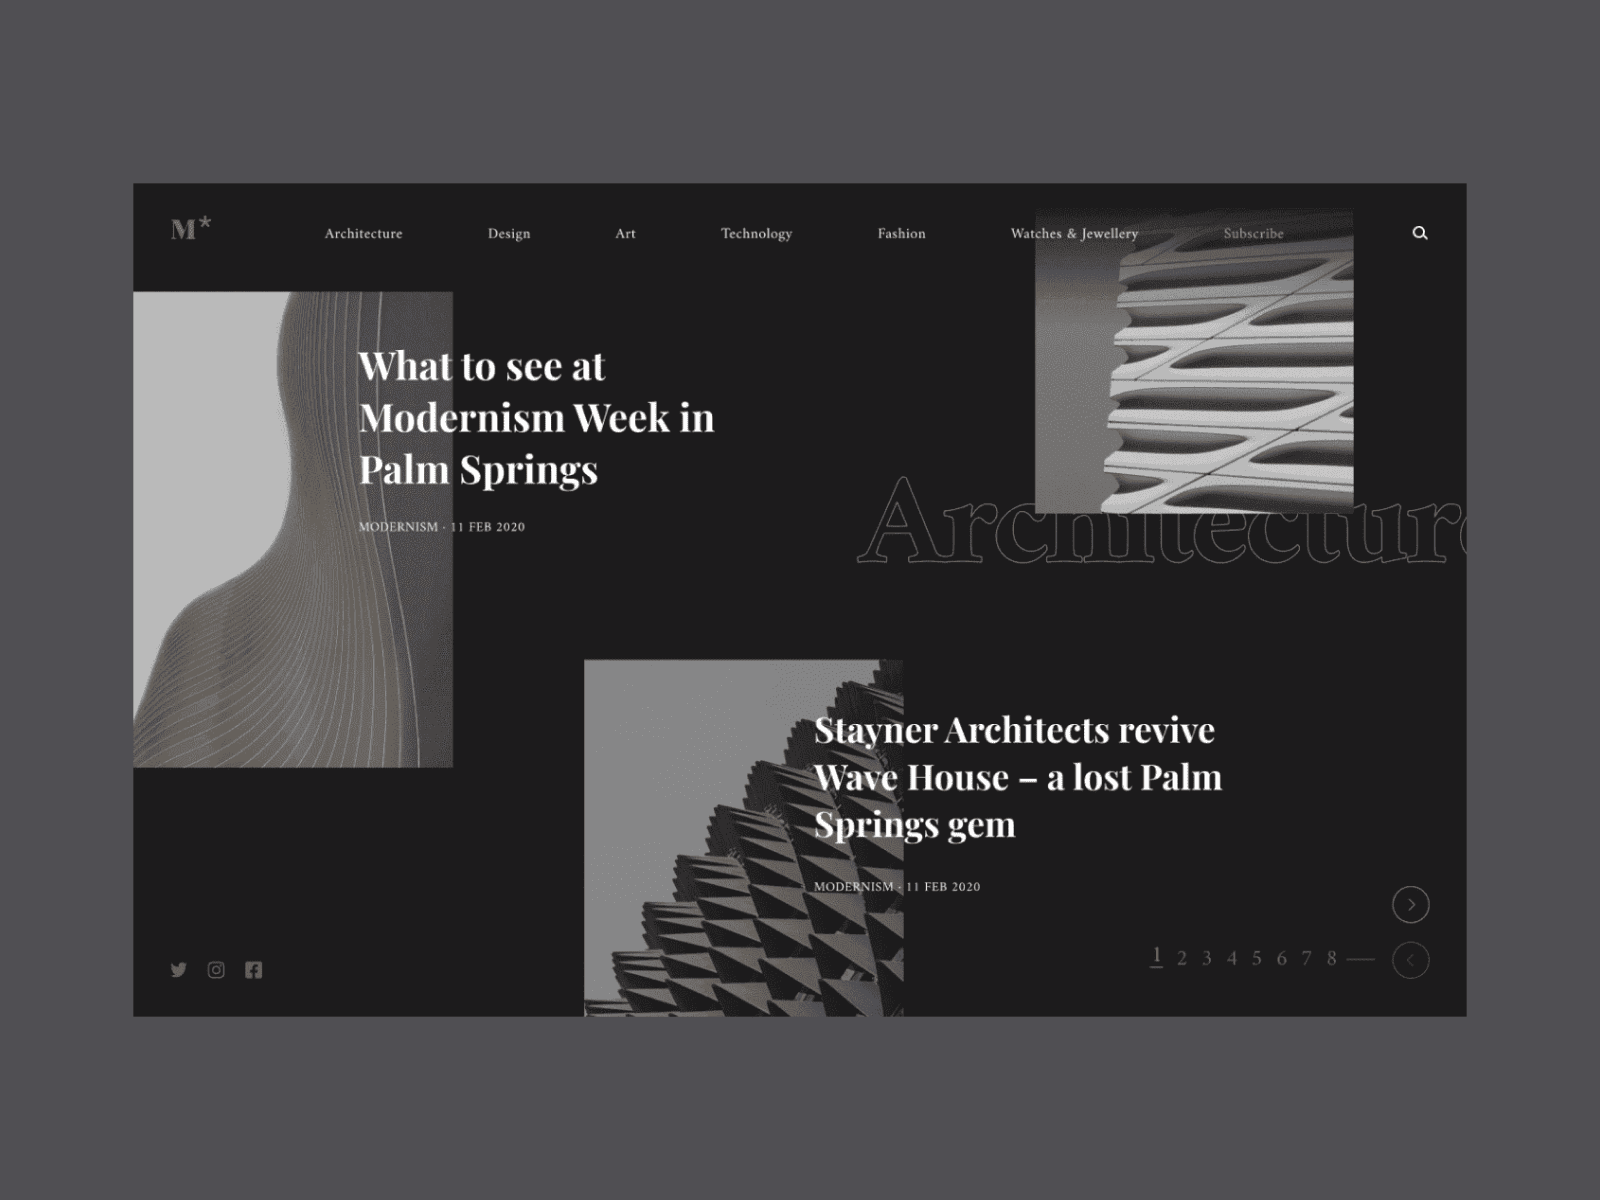 M*
Architecture
Design
Art
Technology
Fashion
Watches & Jewellery
Subscribe
What to see at
Modernism Week in
Palm Springs
MODERNISM · 11 FEB 2020
Architecture
Stayner Architects revive
Wave House – a lost Palm
Springs gem
MODERNISM · 11 FEB 2020
1 2 3 4 5 6 7 8